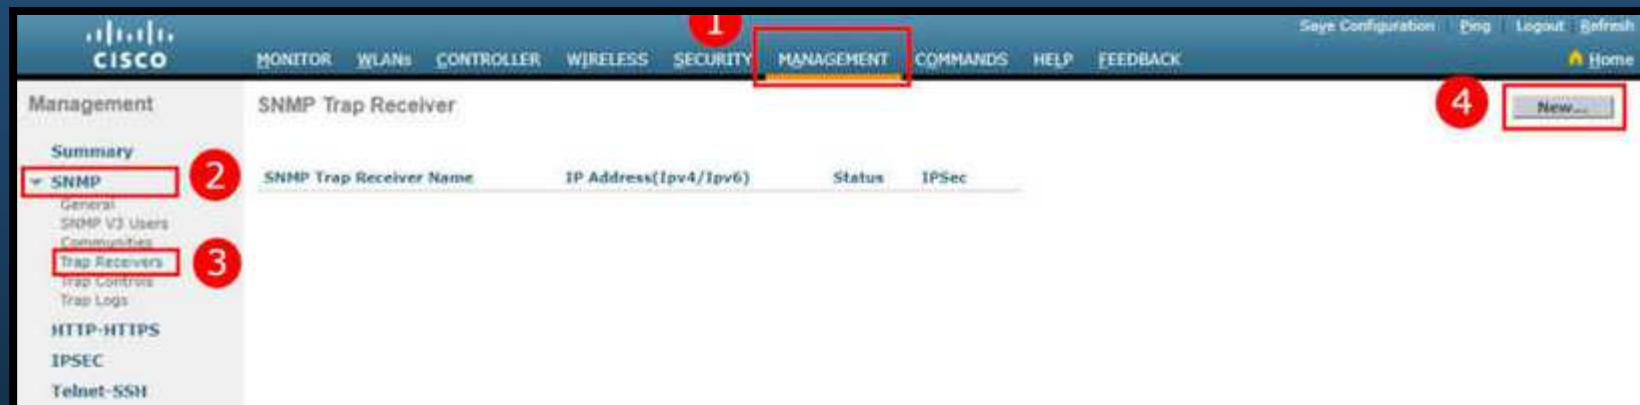 1
Save Configuration Ping Logout Refresh
CISCO MONITOR WLANs CONTROLLER WIRELESS SECURITY MANAGEMENT COMMANDS HELP FEEDBACK Home
Management SNMP Trap Receiver 4 New...
Summary
SNMP 2 SNMP Trap Receiver Name IP Address(Ipv4/Ipv6) Status IPSec
General
SNMP V3 Users
Communities
Trap Receivers 3
Trap Controls
Trap Logs
HTTP-HTTPS
IPSEC
Telnet-SSH